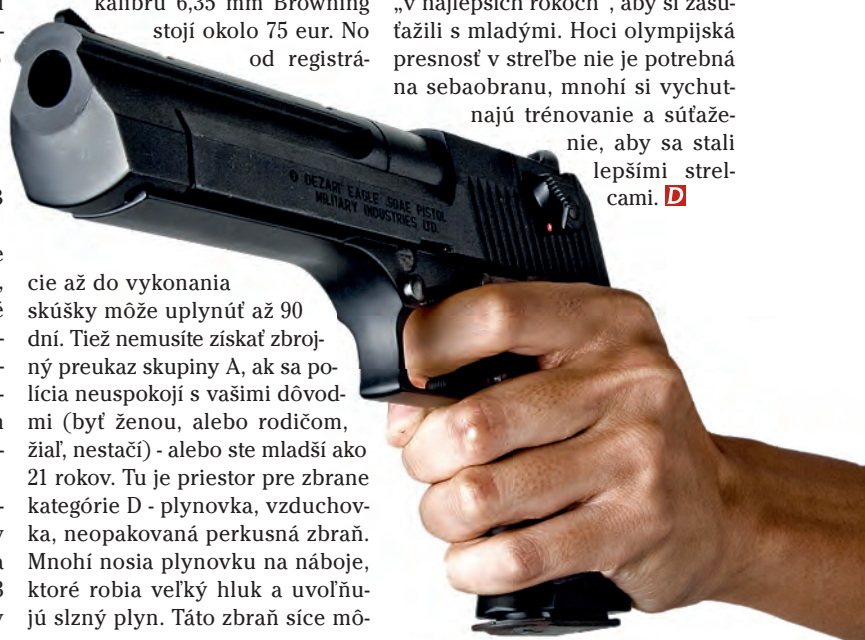 kalibru 6,35 mm Browning
stojí okolo 75 eur. No
od registrá-
cie až do vykonania
skúšky môže uplynúť až 90
dní. Tiež nemusíte získať zbroj-
ný preukaz skupiny A, ak sa po-
lícia neuspokojí s vašimi dôvod-
mi (byť ženou, alebo rodičom,
žiaľ, nestačí) - alebo ste mladší ako
21 rokov. Tu je priestor pre zbrane
kategórie D - plynovka, vzduchov-
ka, neopakovaná perkusná zbraň.
Mnohí nosia plynovku na náboje,
ktoré robia veľký hluk a uvoľňu-
jú slzný plyn. Táto zbraň síce mô-
„v najlepších rokoch“, aby si zasú-
ťažili s mladými. Hoci olympijská
presnosť v streľbe nie je potrebná
na sebaobranu, mnohí si vychut-
najú trénovanie a súťaže-
nie, aby sa stali
lepšími strel-
cami. D
DEZART EAGLE .50AE PISTOL
MILITARY INDUSTRIES LTD.